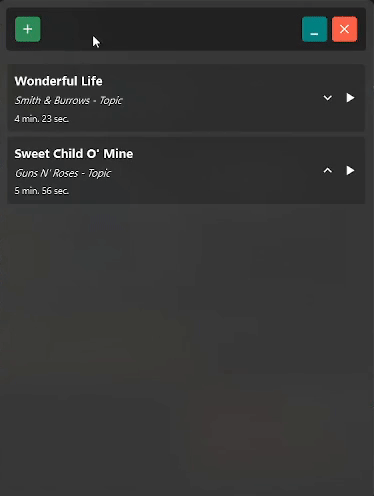 Wonderful Life
Smith & Burrows - Topic
4 min. 23 sec.
Sweet Child O' Mine
Guns N' Roses - Topic
5 min. 56 sec.